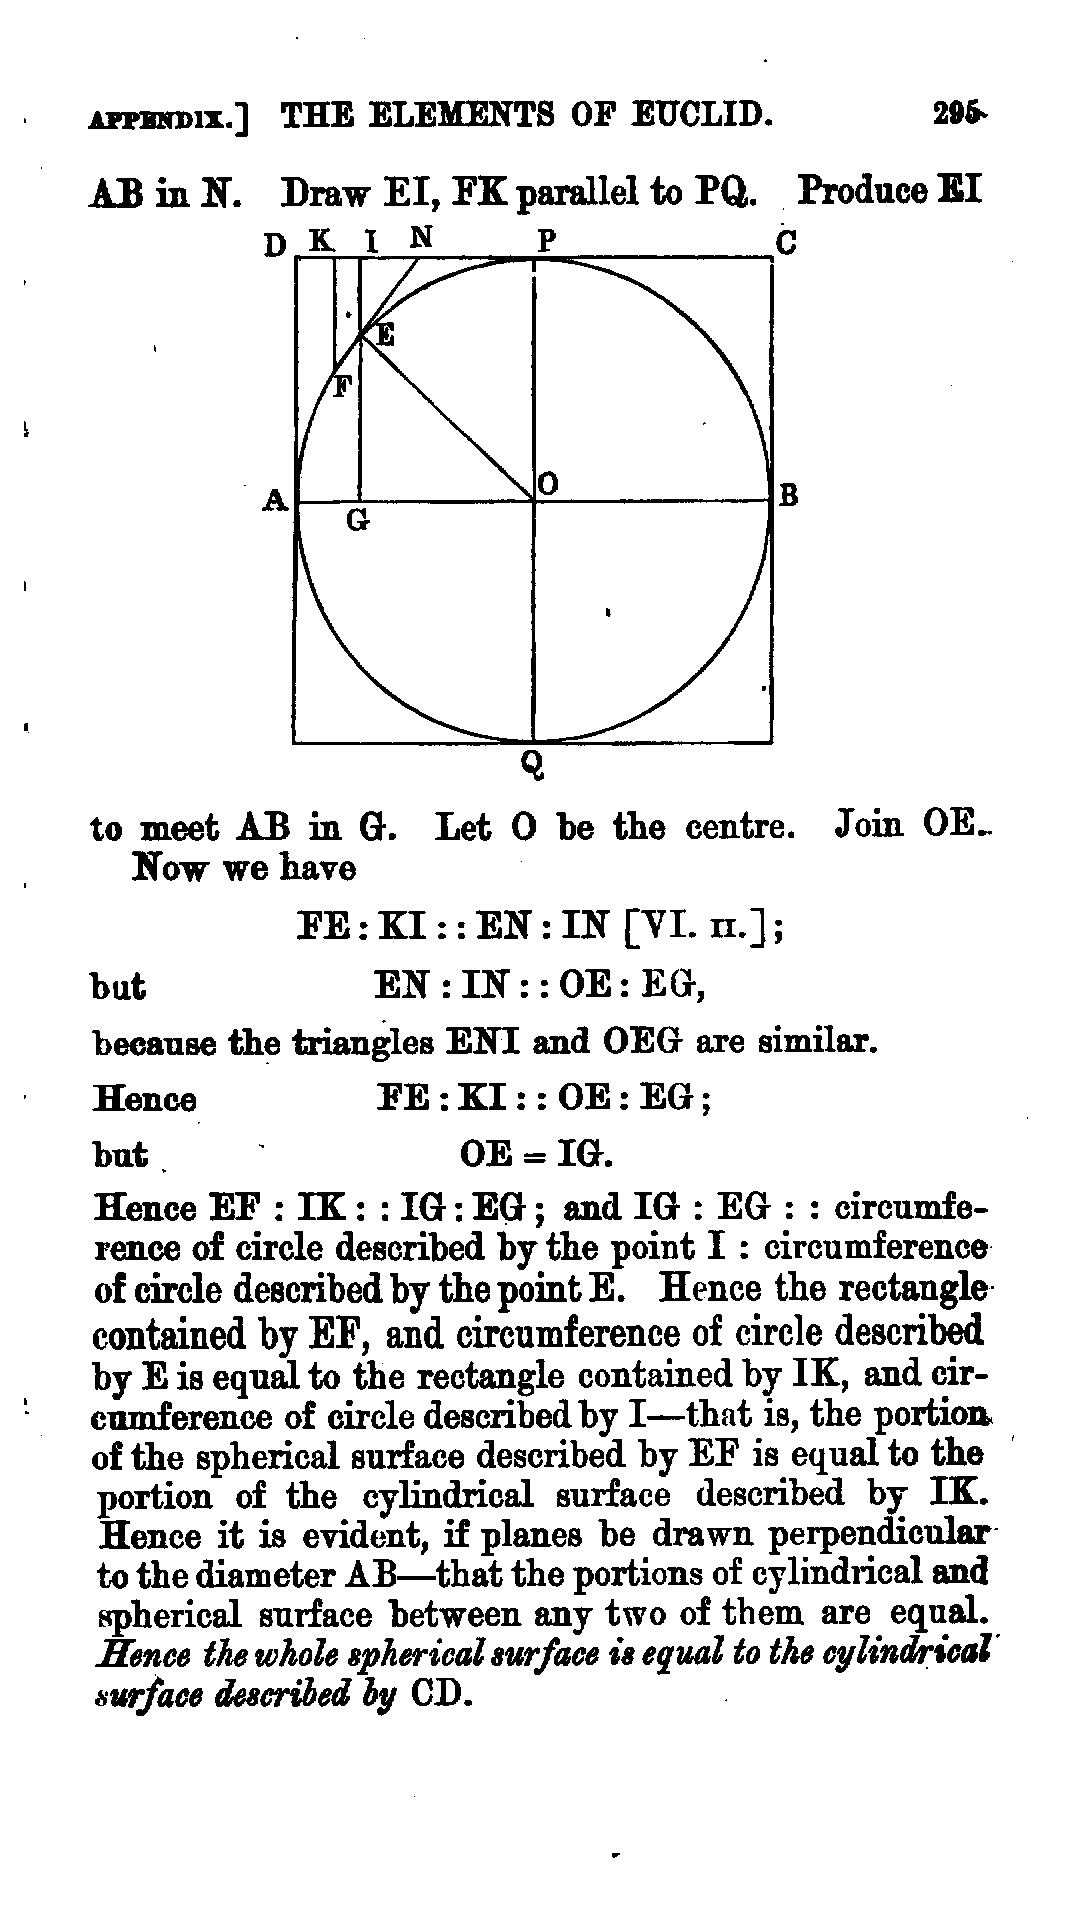 APPENDIX.] THE ELEMENTS OF EUCLID. 295
AB in N. Draw EI, FK parallel to PQ. Produce EI
D K I N P C
E
F
A G O B
Q
to meet AB in G. Let O be the centre. Join OE.
Now we have
FE : KI : : EN : IN [VI. II.];
but EN : IN : : OE : EG,
because the triangles ENI and OEG are similar.
Hence FE : KI : : OE : EG;
but OE = IG.
Hence EF : IK : : IG : EG; and IG : EG : : circumfe-
rence of circle described by the point I : circumference
of circle described by the point E. Hence the rectangle
contained by EF, and circumference of circle described
by E is equal to the rectangle contained by IK, and cir-
cumference of circle described by I—that is, the portion
of the spherical surface described by EF is equal to the
portion of the cylindrical surface described by IK.
Hence it is evident, if planes be drawn perpendicular
to the diameter AB—that the portions of cylindrical and
spherical surface between any two of them are equal.
Hence the whole spherical surface is equal to the cylindrical
surface described by CD.